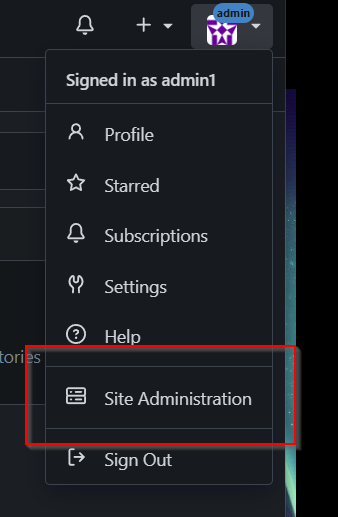 admin
Signed in as admin1
Profile
Starred
Subscriptions
Settings
Help
tories
Site Administration
Sign Out